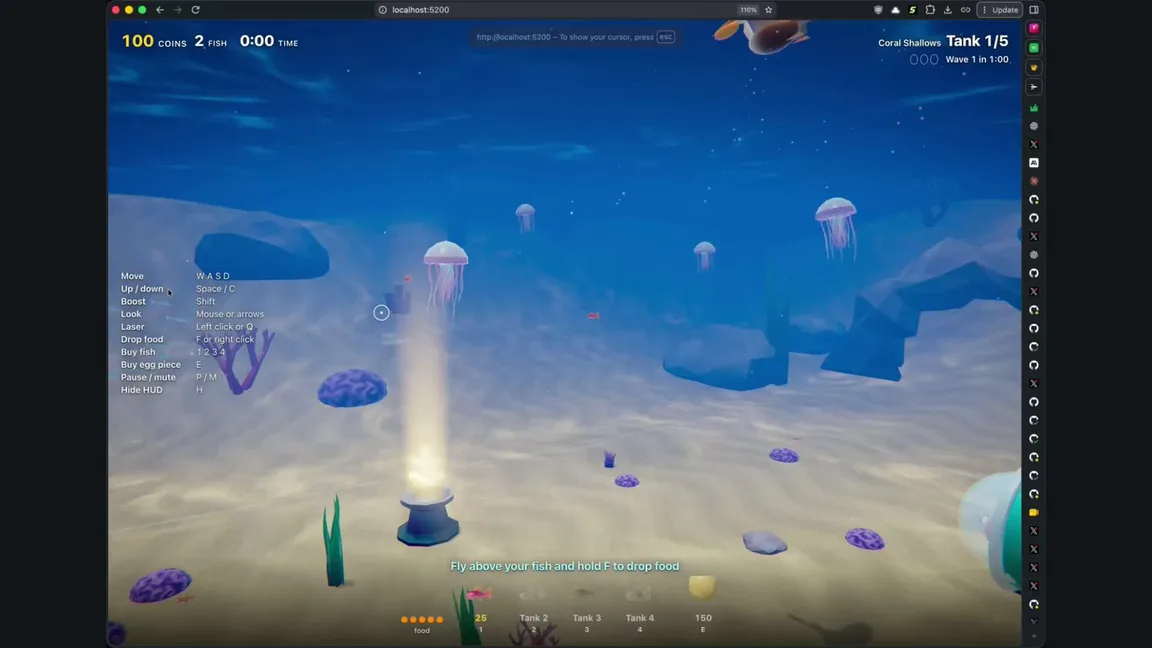 localhost:5200
110%
Update
100 COINS 2 FISH 0:00 TIME
http://localhost:5200 – To show your cursor, press esc
Coral Shallows Tank 1/5
Wave 1 in 1:00
Move W A S D
Up / down Space / C
Boost Shift
Look Mouse or arrows
Laser Left click or Q
Drop food F or right click
Buy fish 1 2 3 4
Buy egg piece E
Pause / mute P / M
Hide HUD H
Fly above your fish and hold F to drop food
25 Tank 2 Tank 3 Tank 4 150
food 1 2 3 4 E